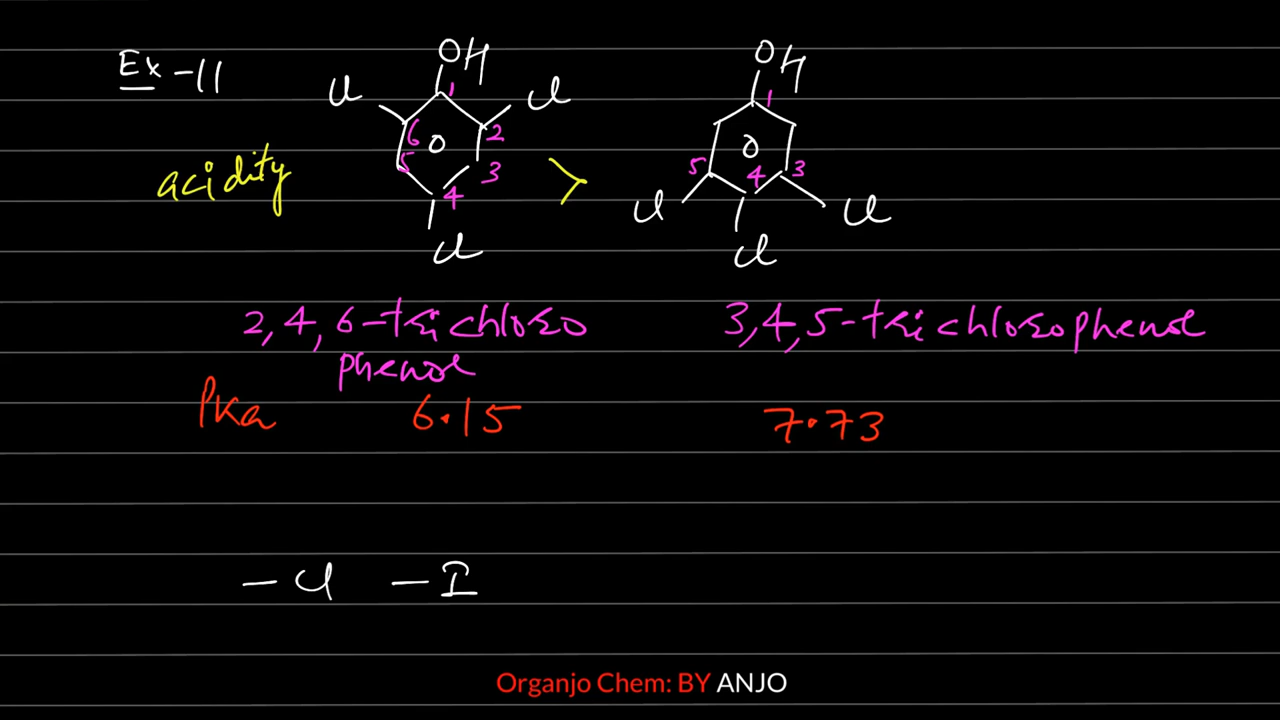 Ex-11
OH OH
Cl Cl
1 1
6 2
acidity 5 3 > 5 4 3
4 Cl Cl
Cl Cl
2,4,6-trichloro 3,4,5-trichlorophenol
phenol
Pka 6.15 7.73
-Cl -I
Organjo Chem: BY ANJO